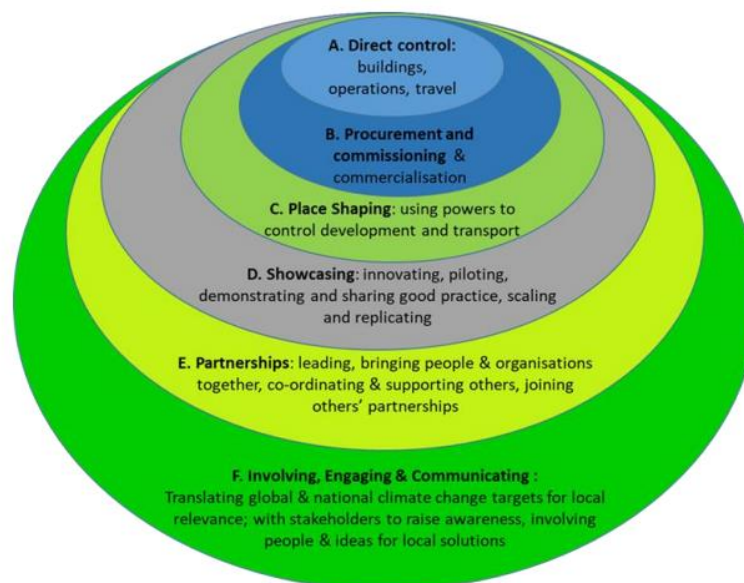 A. Direct control:
buildings,
operations, travel
B. Procurement and
commissioning &
commercialisation
C. Place Shaping: using powers to
control development and transport
D. Showcasing: innovating, piloting,
demonstrating and sharing good practice, scaling
and replicating
E. Partnerships: leading, bringing people & organisations
together, co-ordinating & supporting others, joining
others’ partnerships
F. Involving, Engaging & Communicating :
Translating global & national climate change targets for local
relevance; with stakeholders to raise awareness, involving
people & ideas for local solutions